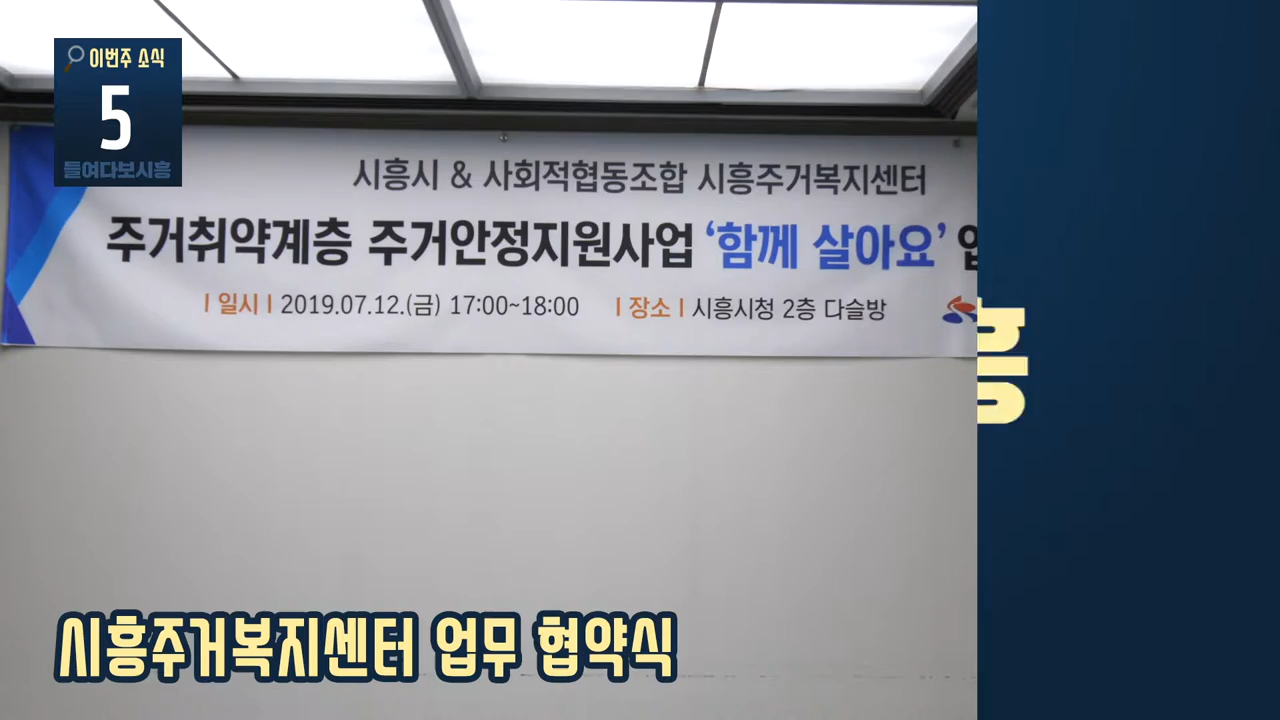 이번주 소식
5
들여다보시흥
시흥시 & 사회적협동조합 시흥주거복지센터
주거취약계층 주거안정지원사업 ‘함께 살아요’
| 일시 | 2019.07.12.(금) 17:00~18:00 | 장소 | 시흥시청 2층 다슬방
시흥주거복지센터 업무 협약식